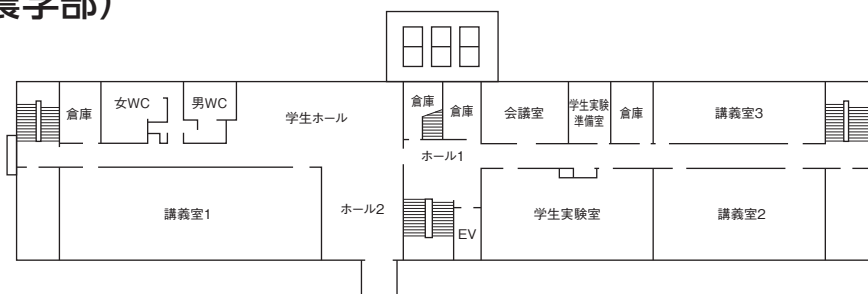 農学部）
倉庫
女WC
男WC
学生ホール
倉庫
倉庫
会議室
学生実験
準備室
倉庫
講義室3
ホール1
講義室1
ホール2
EV
学生実験室
講義室2